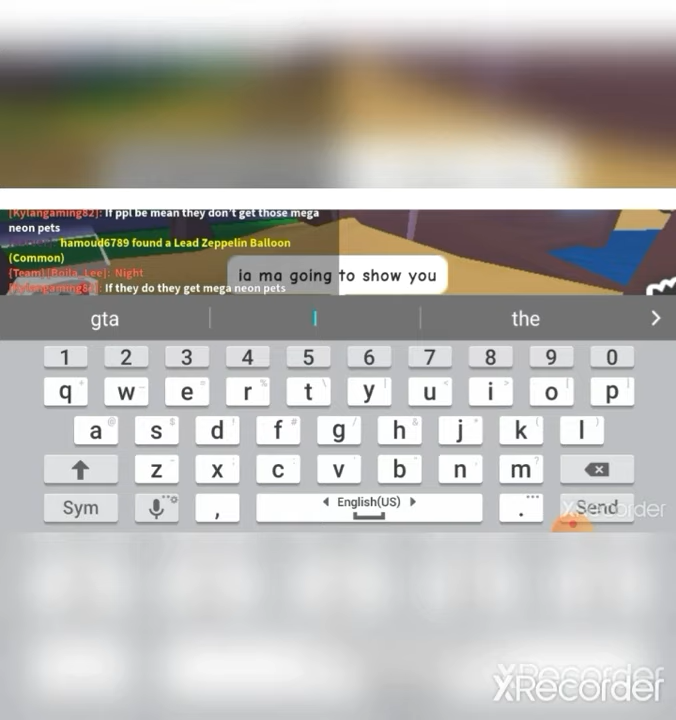 [Kylangaming82]: If ppl be mean they don't get those mega
neon pets
hamoud6789 found a Lead Zeppelin Balloon
(Common)
ia ma going to show you
: Night
: If they do they get mega neon pets
gta
I
the
1 2 3 4 5 6 7 8 9 0
q w e r t y u i o p
a s d f g h j k l
z x c v b n m
Sym , English(US) . Send
XRecorder
XRecorder